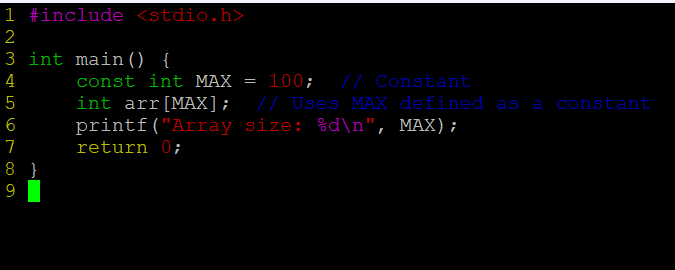 1 #include <stdio.h>
2
3 int main() {
4     const int MAX = 100;  // Constant
5     int arr[MAX];  // Uses MAX defined as a constant
6     printf("Array size: %d\n", MAX);
7     return 0;
8 }
9